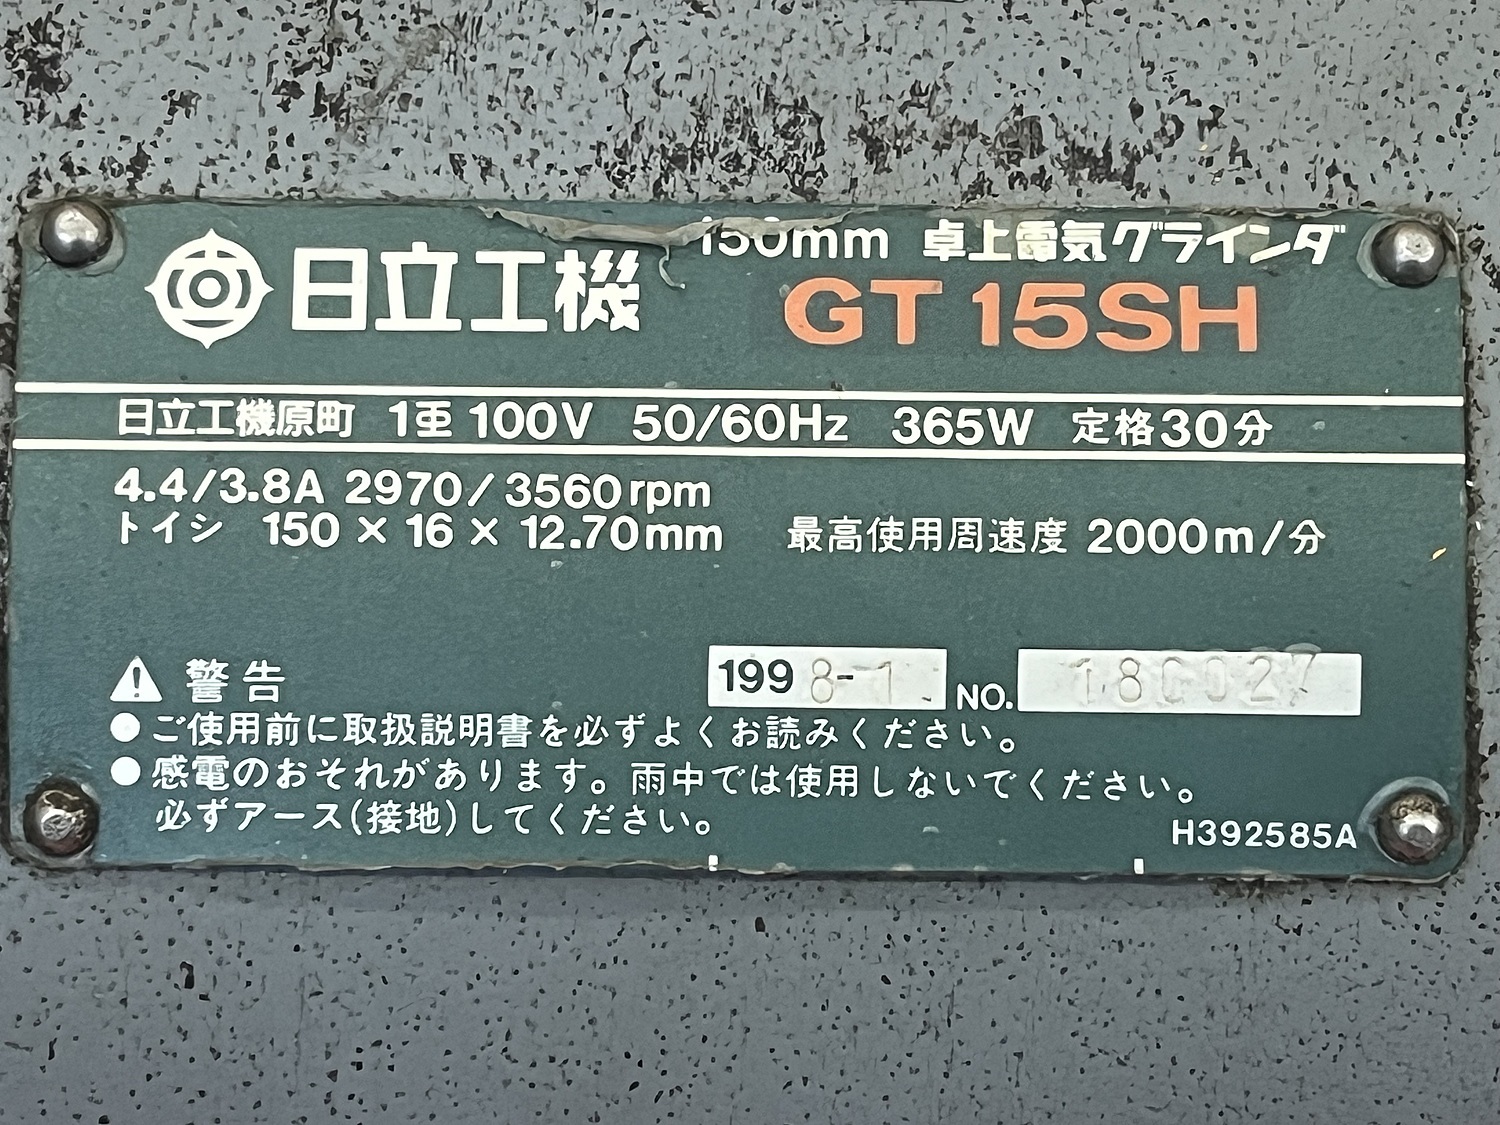 日立工機
150mm 卓上電気グラインダ
GT 15SH
日立工機原町 1亜 100V 50/60Hz 365W 定格30分
4.4/3.8A 2970/3560rpm
トイシ 150 × 16 × 12.70mm 最高使用周速度 2000m/分
警告
1998-1 NO.
●ご使用前に取扱説明書を必ずよくお読みください。
●感電のおそれがあります。雨中では使用しないでください。
必ずアース(接地)してください。
H392585A